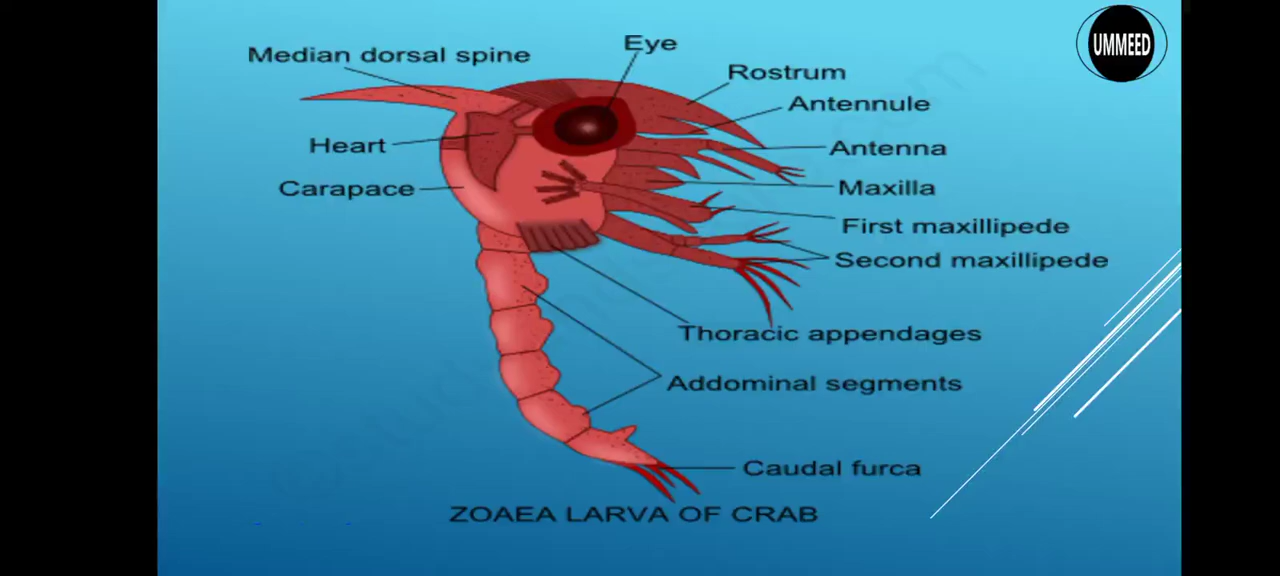 UMMEED
Eye
Median dorsal spine
Rostrum
Antennule
Heart
Antenna
Carapace
Maxilla
First maxillipede
Second maxillipede
Thoracic appendages
Addominal segments
Caudal furca
ZOAEA LARVA OF CRAB